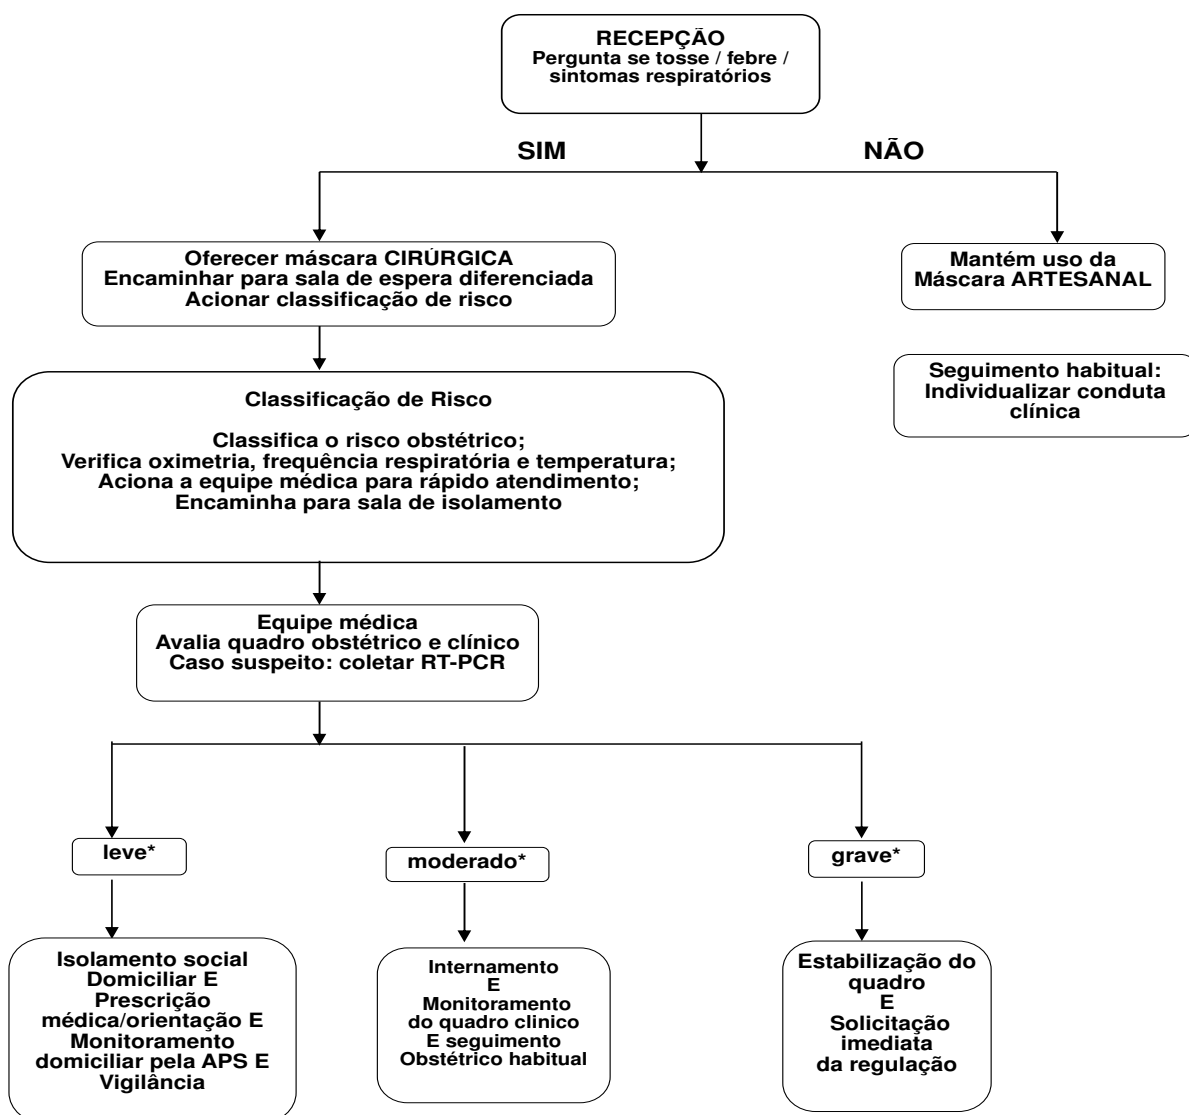 RECEPÇÃO
Pergunta se tosse / febre /
sintomas respiratórios
SIM
NÃO
Oferecer máscara CIRÚRGICA
Encaminhar para sala de espera diferenciada
Acionar classificação de risco
Mantém uso da
Máscara ARTESANAL
Seguimento habitual:
Individualizar conduta
clínica
Classificação de Risco
Classifica o risco obstétrico;
Verifica oximetria, frequência respiratória e temperatura;
Aciona a equipe médica para rápido atendimento;
Encaminha para sala de isolamento
Equipe médica
Avalia quadro obstétrico e clínico
Caso suspeito: coletar RT-PCR
leve*
moderado*
grave*
Isolamento social
Domiciliar E
Prescrição
médica/orientação E
Monitoramento
domiciliar pela APS E
Vigilância
Internamento
E
Monitoramento
do quadro clinico
E seguimento
Obstétrico habitual
Estabilização do
quadro
E
Solicitação
imediata
da regulação